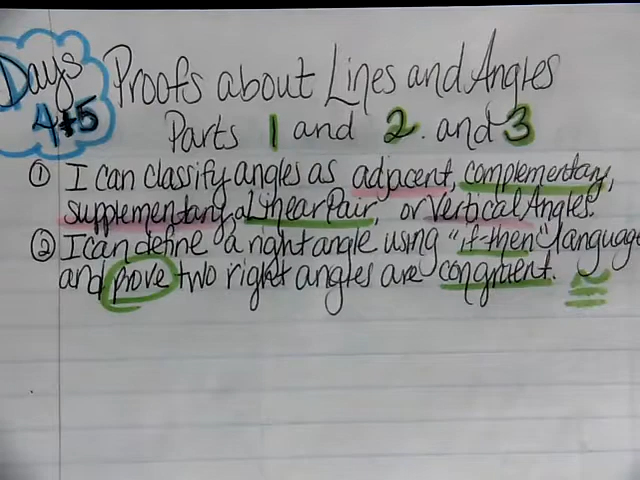 Days 4+5
Proofs about Lines and Angles
Parts 1 and 2. and 3
① I can classify angles as adjacent, complementary,
supplementary, a Linear Pair, or Vertical Angles.
② I can define a right angle using "if-then" language
and prove two right angles are congruent.